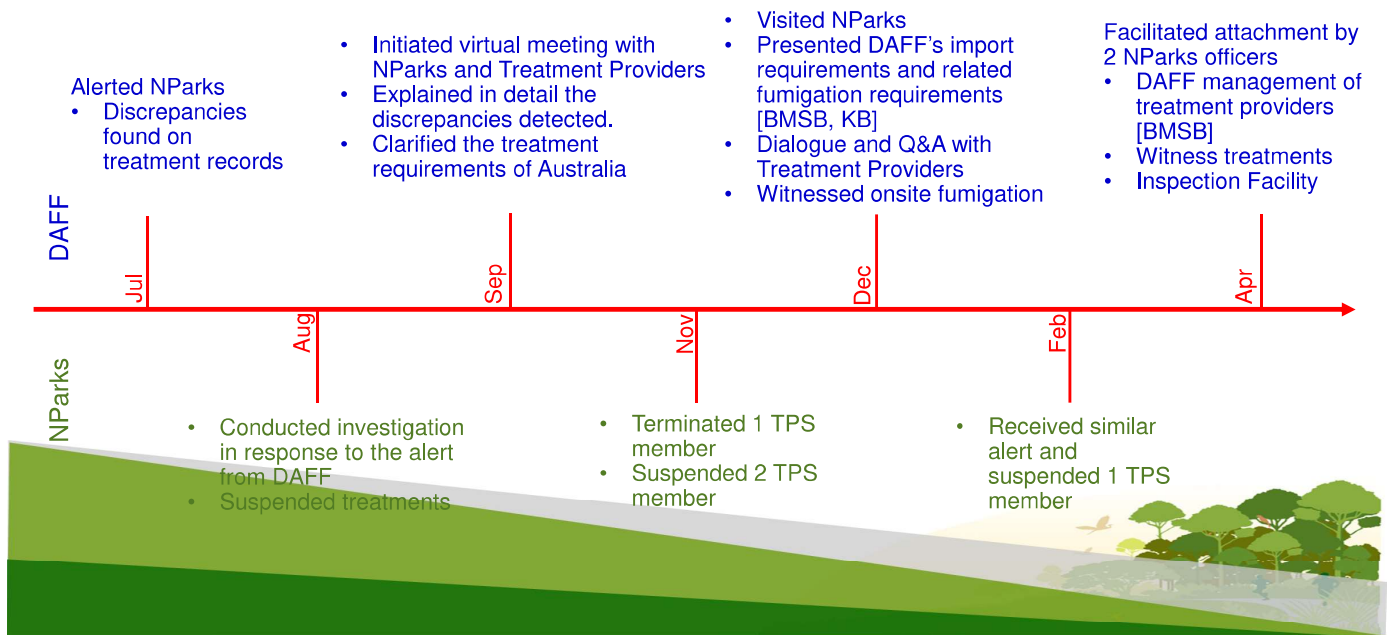 Alerted NParks
• Discrepancies
found on
treatment records
• Initiated virtual meeting with
NParks and Treatment Providers
• Explained in detail the
discrepancies detected.
• Clarified the treatment
requirements of Australia
• Visited NParks
• Presented DAFF's import
requirements and related
fumigation requirements
[BMSB, KB]
• Dialogue and Q&A with
Treatment Providers
• Witnessed onsite fumigation
Facilitated attachment by
2 NParks officers
• DAFF management of
treatment providers
[BMSB]
• Witness treatments
• Inspection Facility
DAFF
Jul
Sep
Dec
Apr
Aug
Nov
Feb
NParks
• Conducted investigation
in response to the alert
from DAFF
• Suspended treatments
• Terminated 1 TPS
member
• Suspended 2 TPS
member
• Received similar
alert and
suspended 1 TPS
member